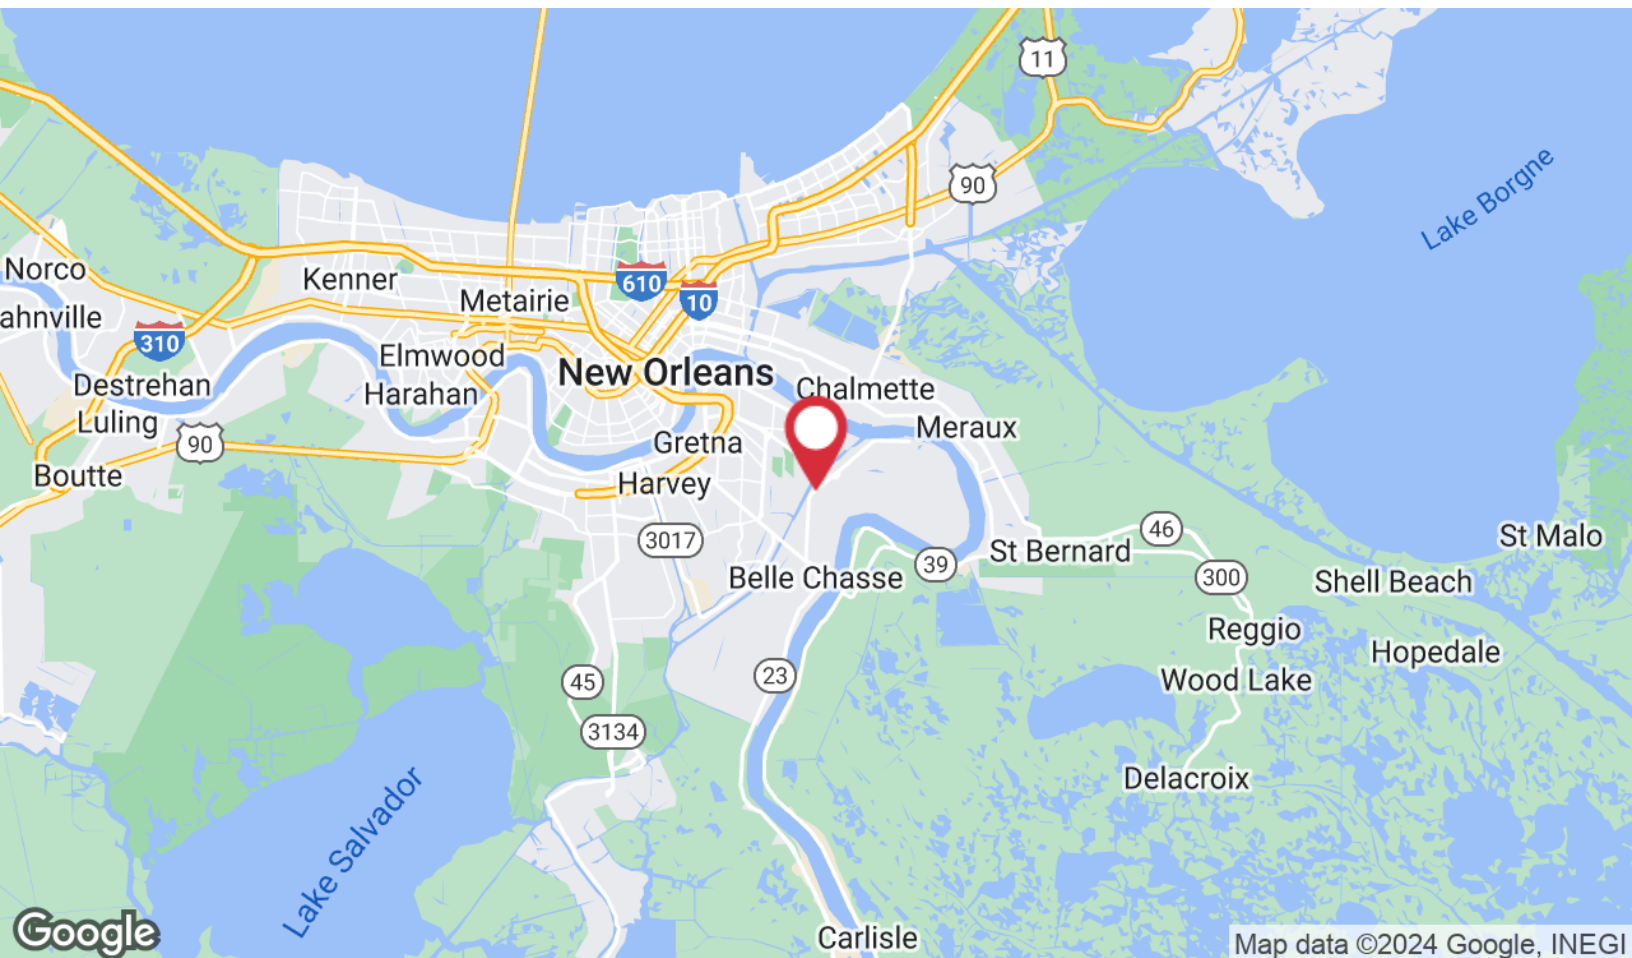 11
90
Lake Borgne
Norco
Kenner
610
10
Metairie
ahnville
310
Elmwood
New Orleans
Destrehan
Harahan
Chalmette
Luling
90
Gretna
Meraux
Boutte
Harvey
3017
46
St Malo
St Bernard
39
Belle Chasse
300
Shell Beach
Reggio
Hopedale
23
45
Wood Lake
3134
Delacroix
Lake Salvador
Google
Carlisle
Map data ©2024 Google, INEGI